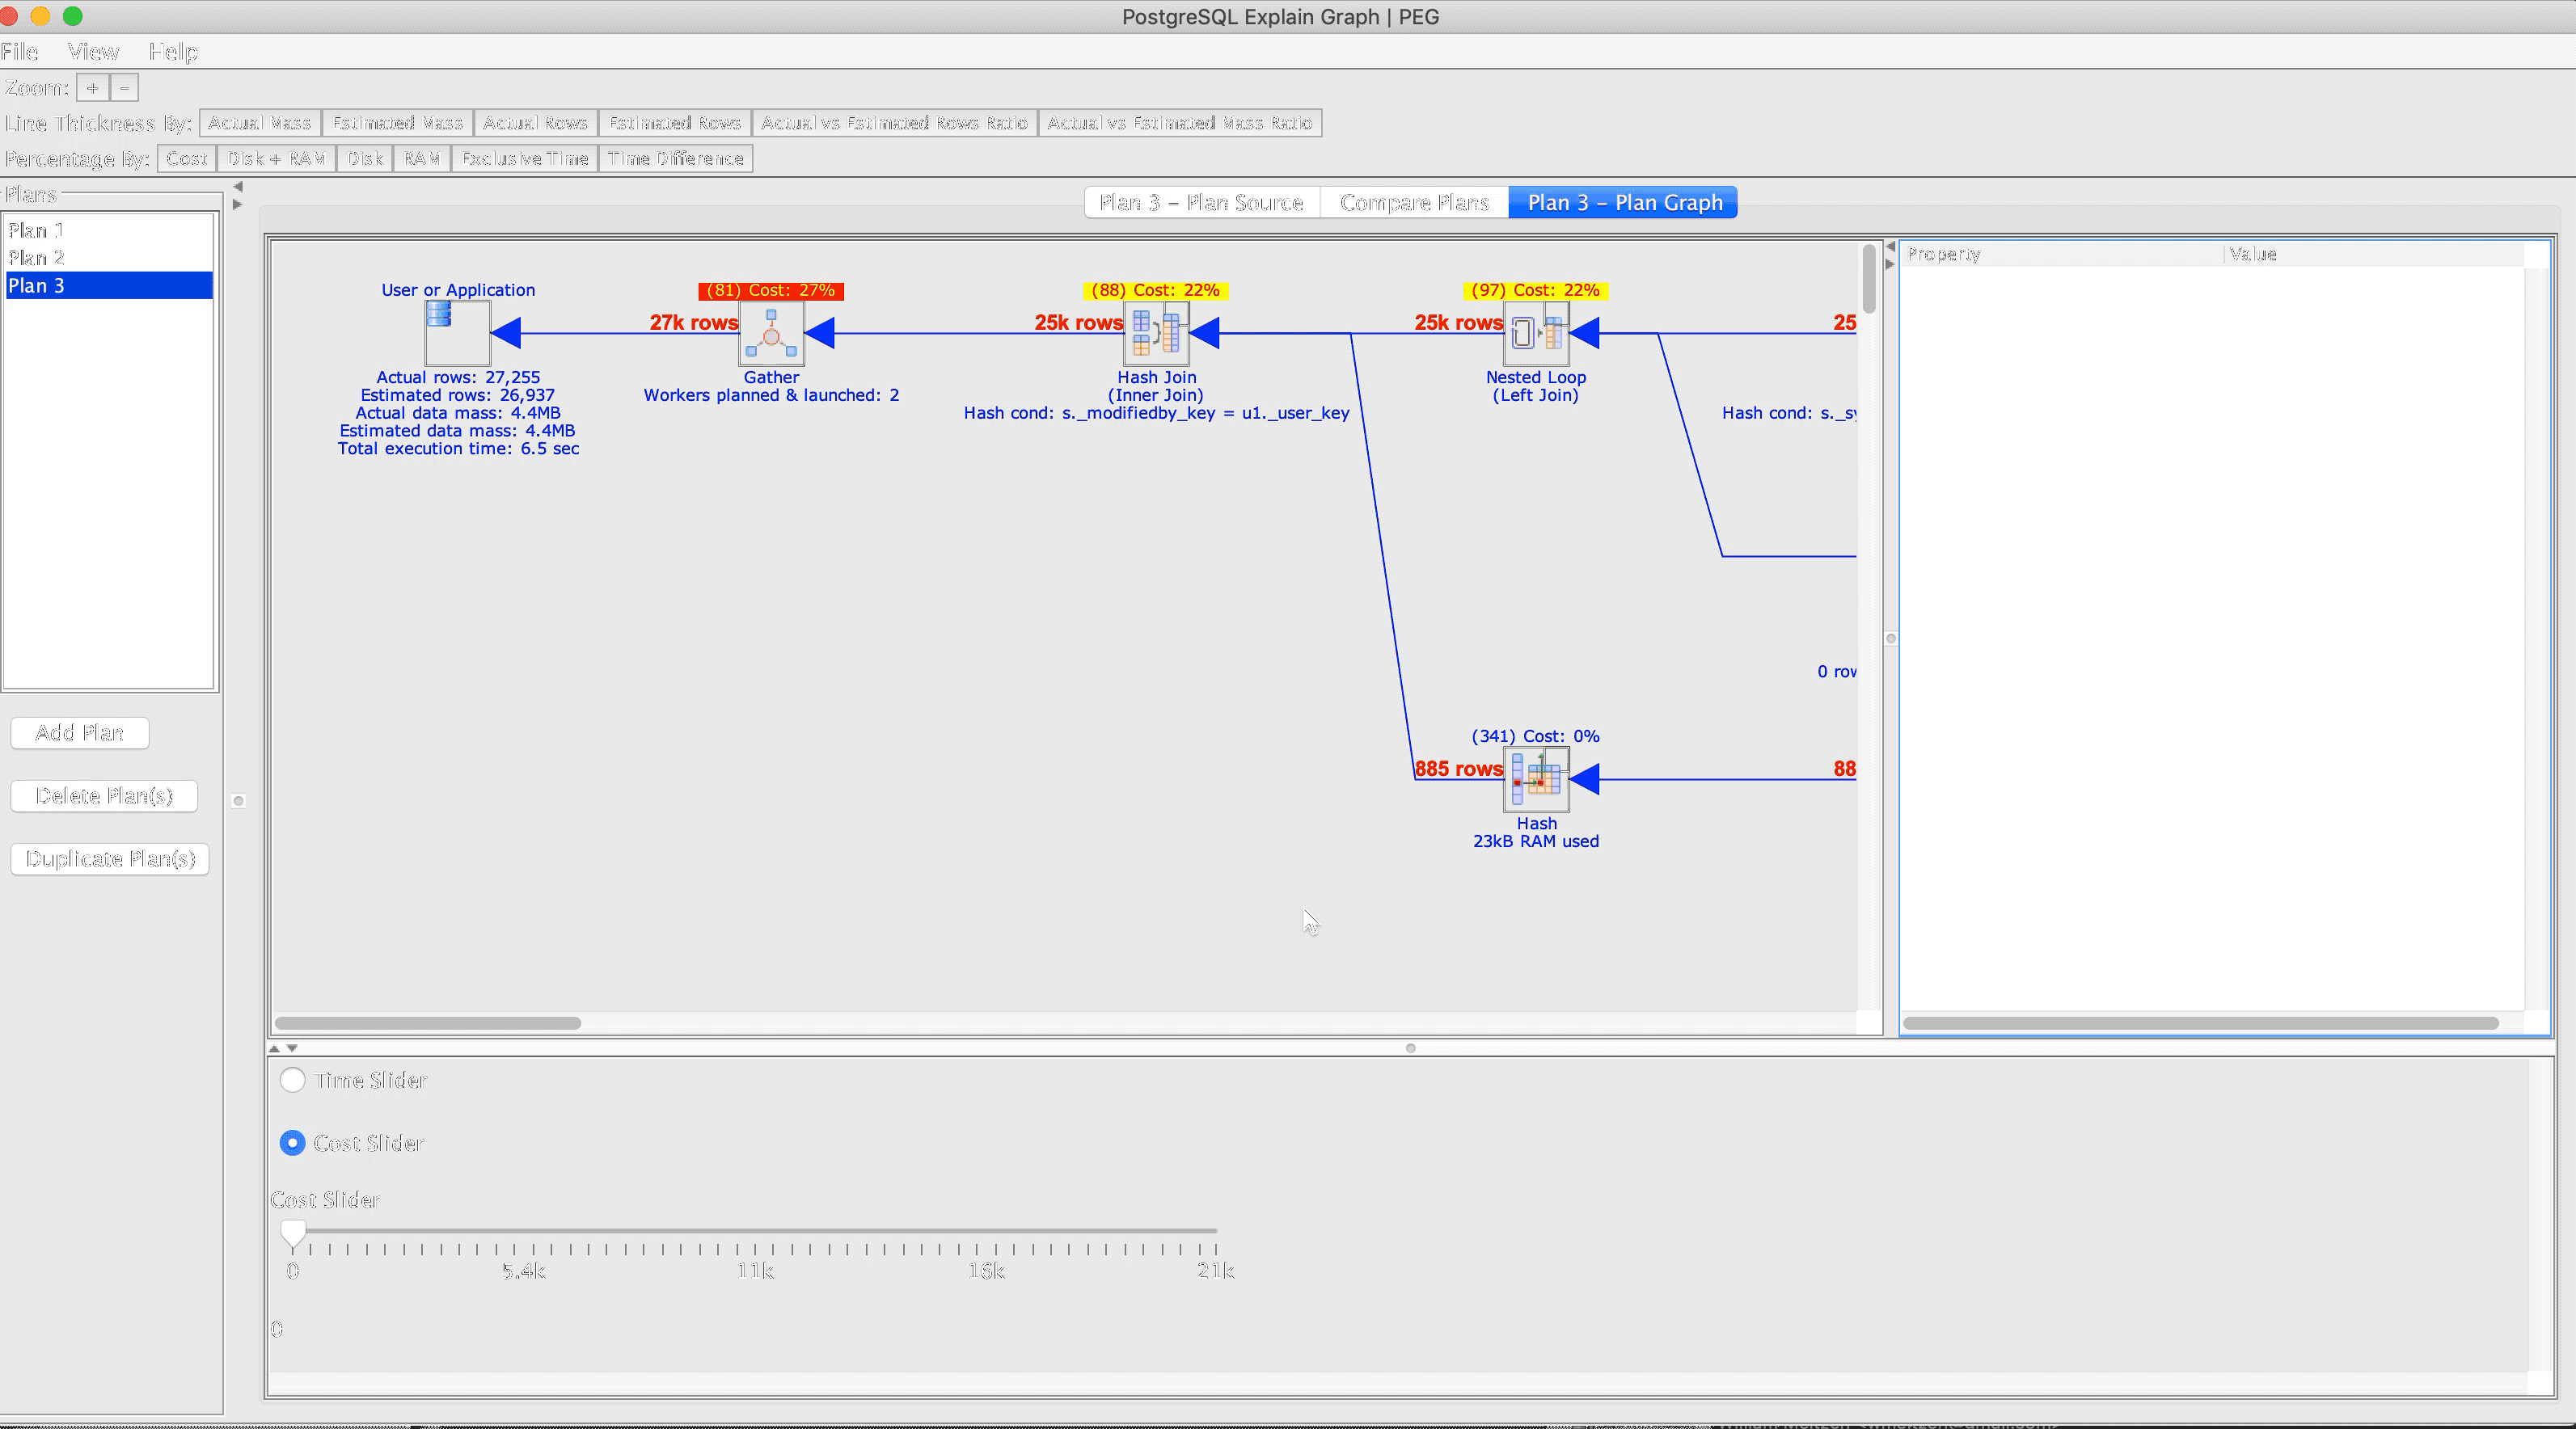 PostgreSQL Explain Graph | PEG
File View Help
Zoom: + -
Line Thickness By: Actual Mass Estimated Mass Actual Rows Estimated Rows Actual vs Estimated Rows Ratio Actual vs Estimated Mass Ratio
Percentage By: Cost Disk + RAM Disk RAM Exclusive Time Time Difference
Plans
Plan 1
Plan 2
Plan 3
Add Plan
Delete Plan(s)
Duplicate Plan(s)
Plan 3 - Plan Source Compare Plans Plan 3 - Plan Graph
User or Application
Actual rows: 27,255
Estimated rows: 26,937
Actual data mass: 4.4MB
Estimated data mass: 4.4MB
Total execution time: 6.5 sec
27k rows
(81) Cost: 27%
Gather
Workers planned & launched: 2
25k rows
(88) Cost: 22%
Hash Join
(Inner Join)
Hash cond: s._modifiedby_key = u1._user_key
25k rows
(97) Cost: 22%
Nested Loop
(Left Join)
25
Hash cond: s._sy
0 row
885 rows
(341) Cost: 0%
Hash
23kB RAM used
88
Property Value
Time Slider
Cost Slider
Cost Slider
0 5.4k 11k 16k 21k
0